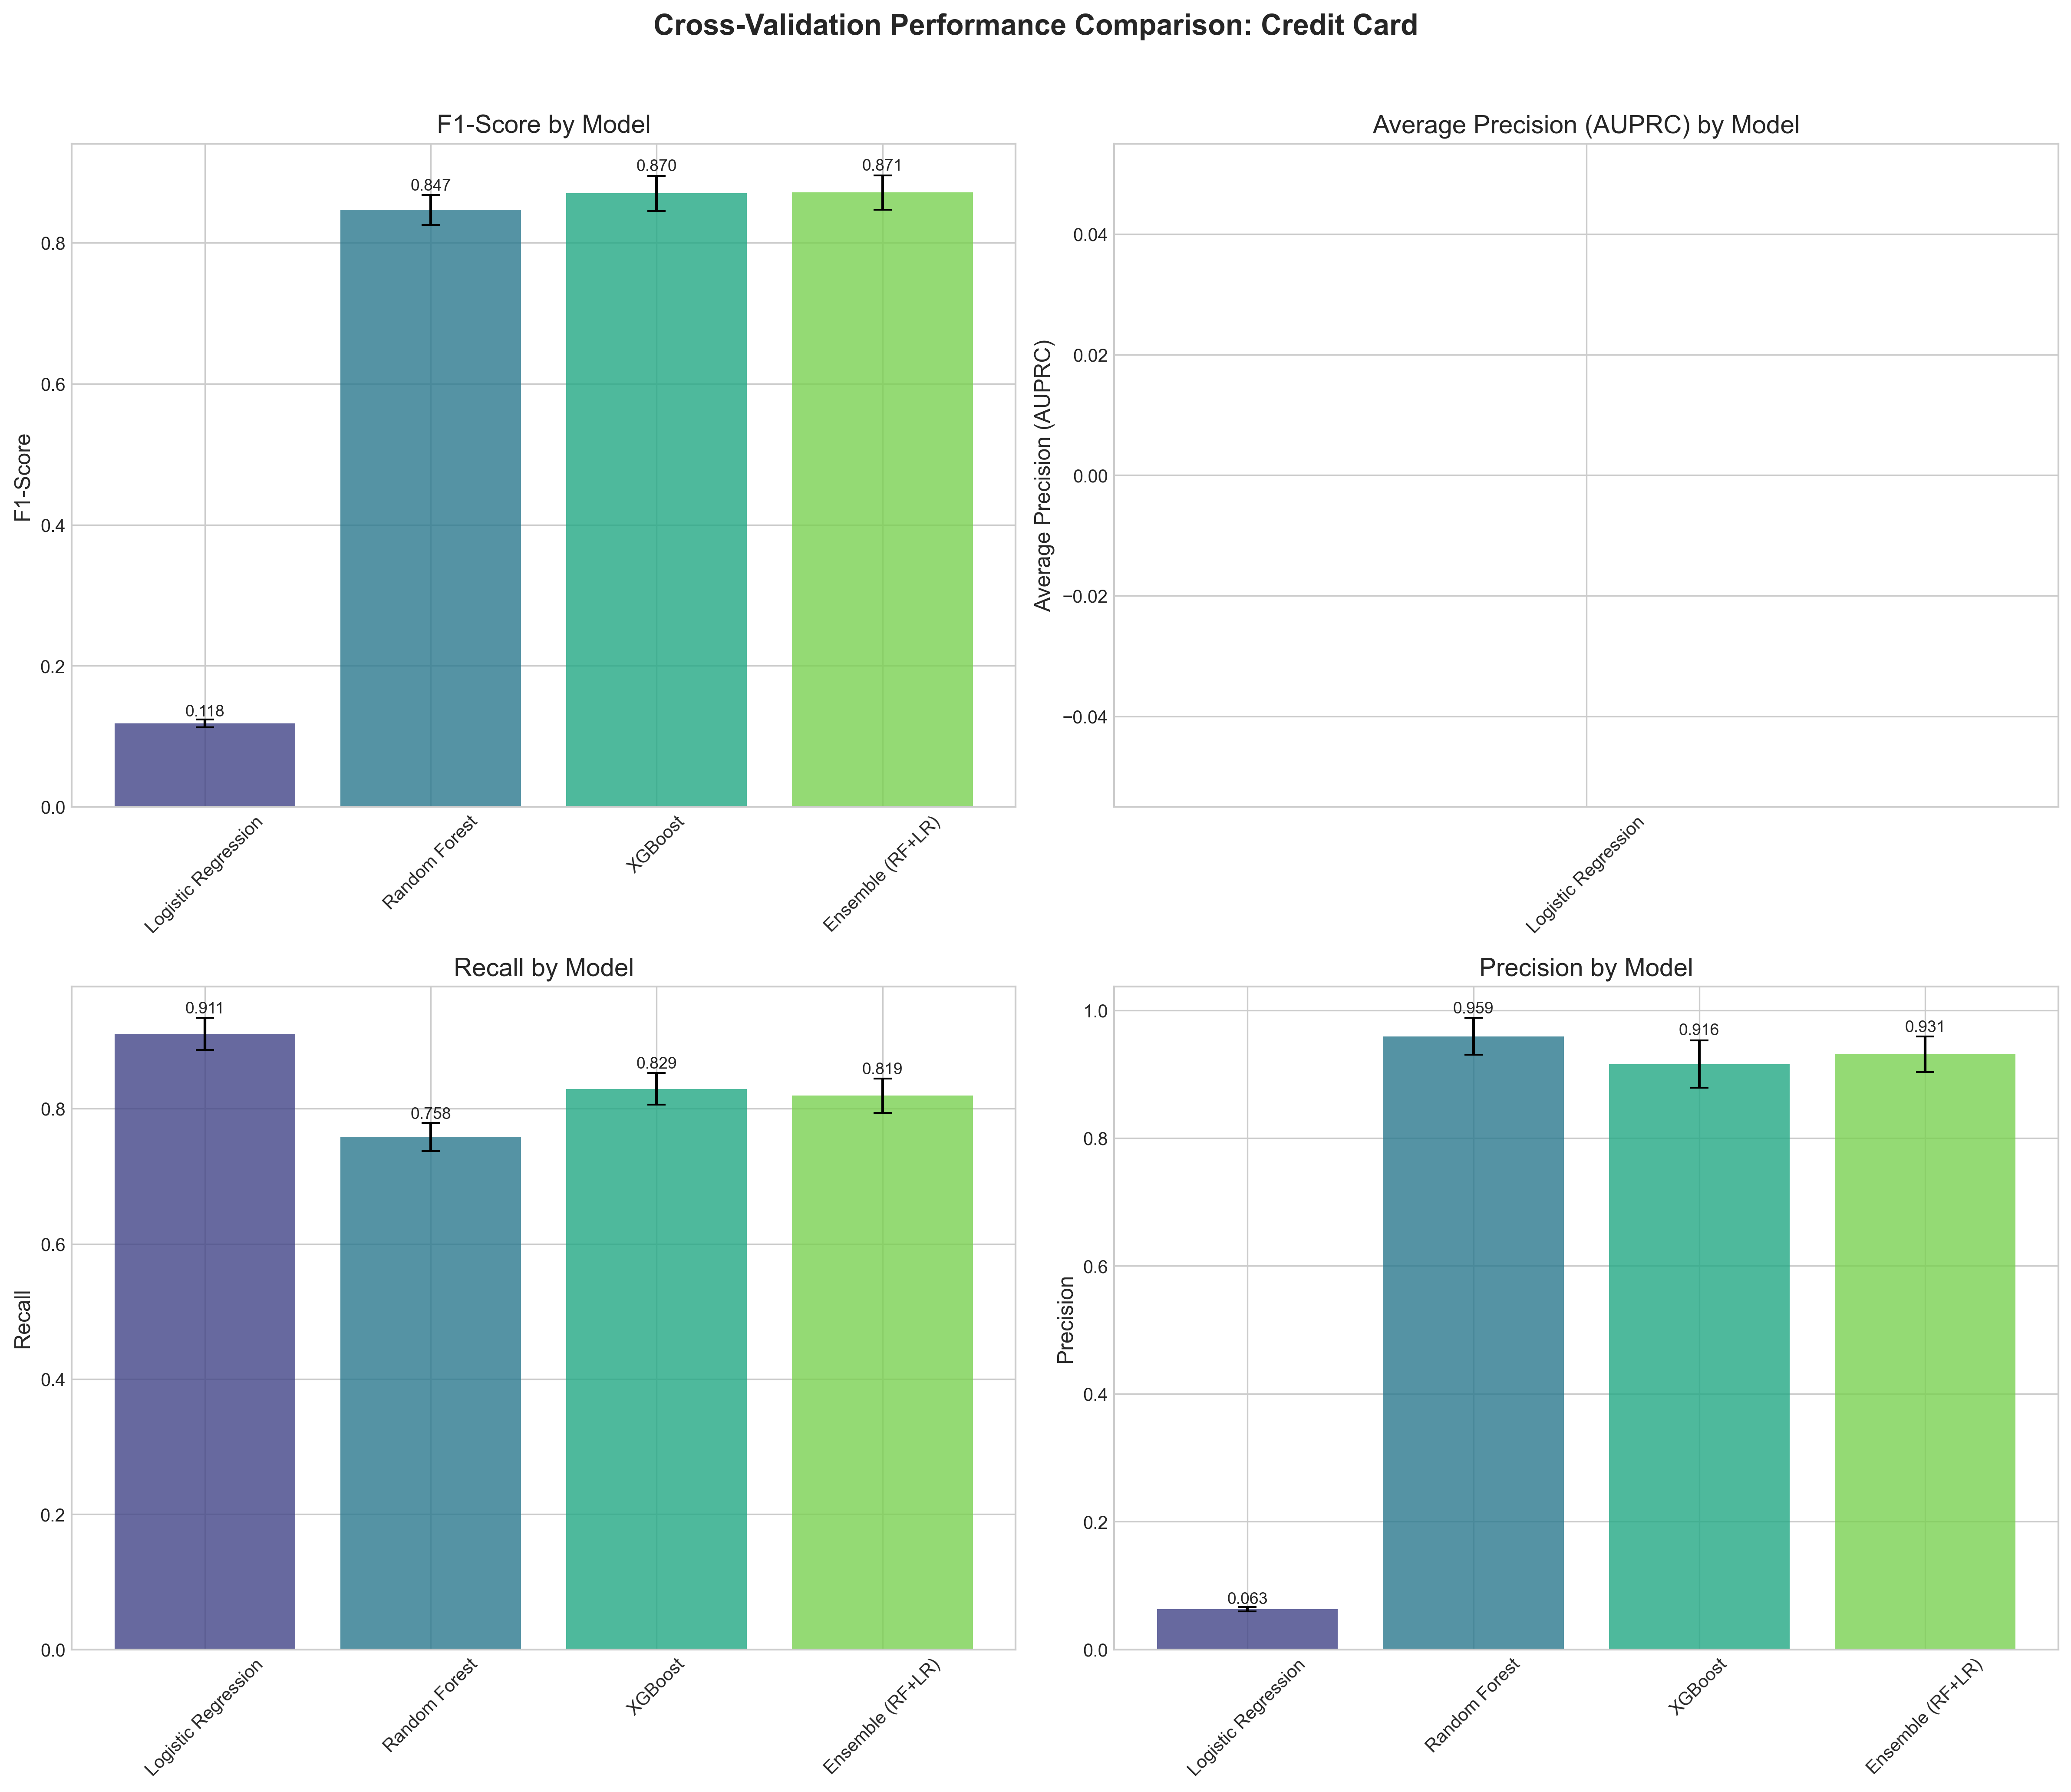 Cross-Validation Performance Comparison: Credit Card
F1-Score by Model
F1-Score
0.8
0.6
0.4
0.2
0.0
0.118
0.847
0.870
0.871
Logistic Regression
Random Forest
XGBoost
Ensemble (RF+LR)
Average Precision (AUPRC) by Model
Average Precision (AUPRC)
0.04
0.02
0.00
−0.02
−0.04
Logistic Regression
Recall by Model
Recall
0.8
0.6
0.4
0.2
0.0
0.911
0.758
0.829
0.819
Logistic Regression
Random Forest
XGBoost
Ensemble (RF+LR)
Precision by Model
Precision
1.0
0.8
0.6
0.4
0.2
0.0
0.063
0.959
0.916
0.931
Logistic Regression
Random Forest
XGBoost
Ensemble (RF+LR)